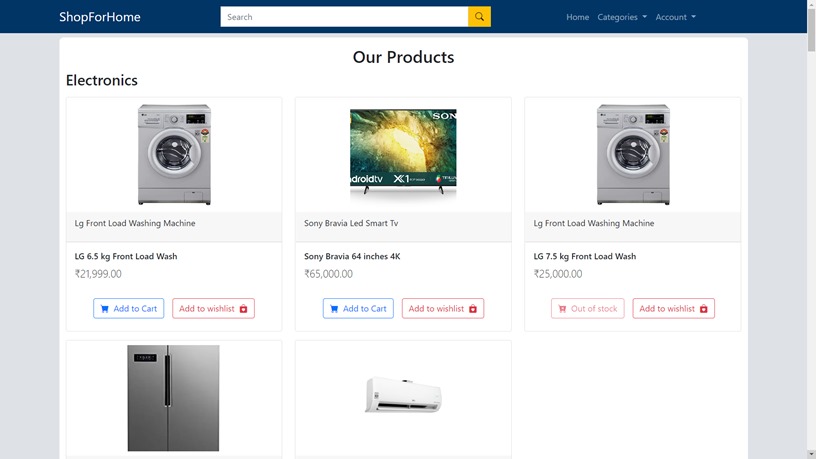 ShopForHome
Search
Home Categories Account
Our Products
Electronics
SON
droidtv X1
Lg Front Load Washing Machine
Sony Bravia Led Smart Tv
Lg Front Load Washing Machine
LG 6.5 kg Front Load Wash
Sony Bravia 64 inches 4K
LG 7.5 kg Front Load Wash
₹21,999.00
₹65,000.00
₹25,000.00
Add to Cart Add to wishlist
Add to Cart Add to wishlist
Out of stock Add to wishlist